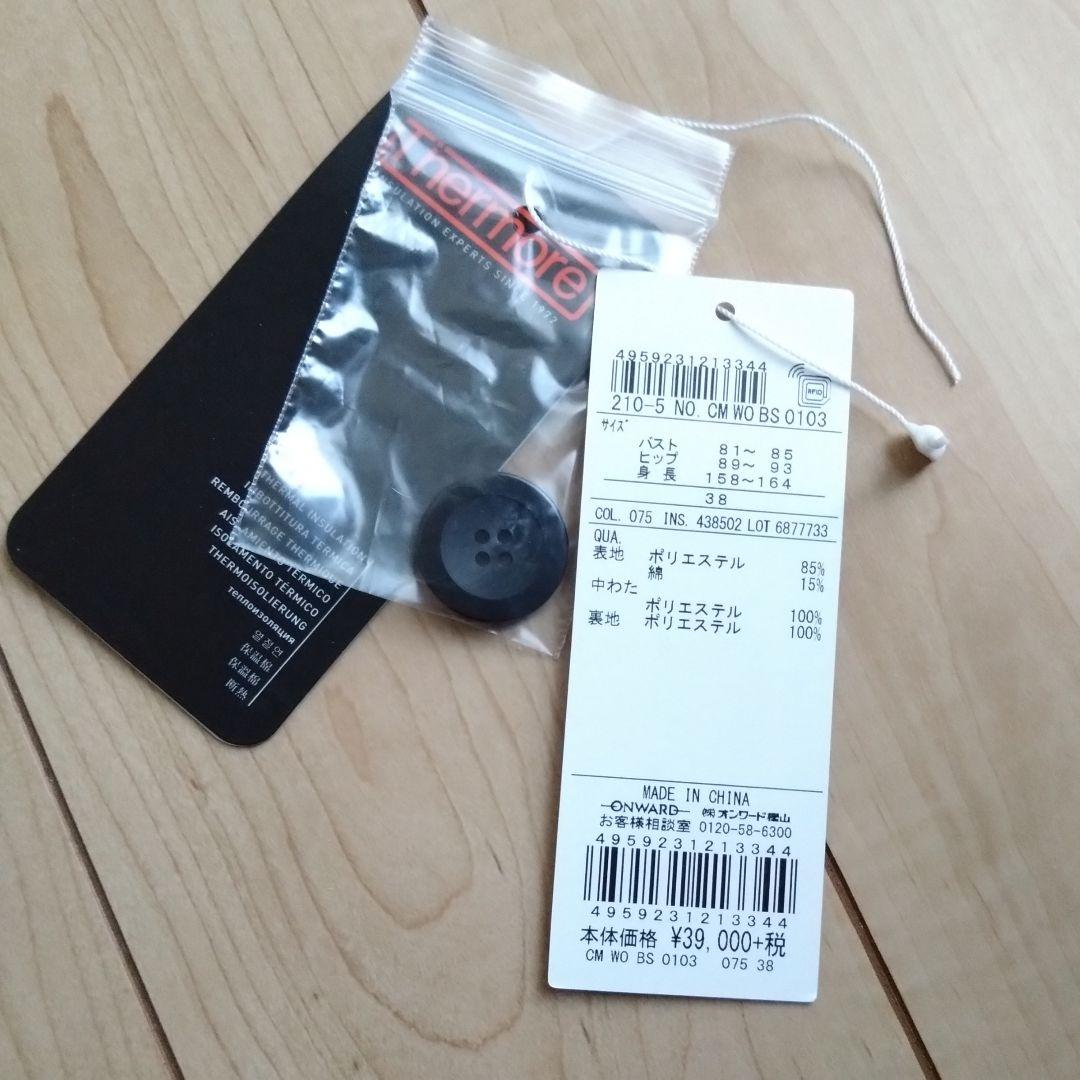 Thermore
INSULATION EXPERTS SINCE 1972
THERMAL INSULATION
IMBOTTITURA TERMICA
REMBOURRAGE THERMIQUE
AISLAMIENTO TÉRMICO
ISOLAMENTO TÉRMICO
THERMOISOLIERUNG
теплоизоляция
열절연
保温棉
保溫棉
断熱
4959231213344
RFID
210-5 NO. CM WO BS 0103
ｻｲｽﾞ
バスト 81～ 85
ヒップ 89～ 93
身長 158～164
38
COL. 075 INS. 438502 LOT 6877733
QUA.
表地 ポリエステル 85%
綿 15%
中わた
ポリエステル 100%
裏地 ポリエステル 100%
MADE IN CHINA
ONWARD ㈱オンワード樫山
お客様相談室 0120-58-6300
4959231213344
4959231213344
本体価格 ¥39,000+税
CM WO BS 0103 075 38